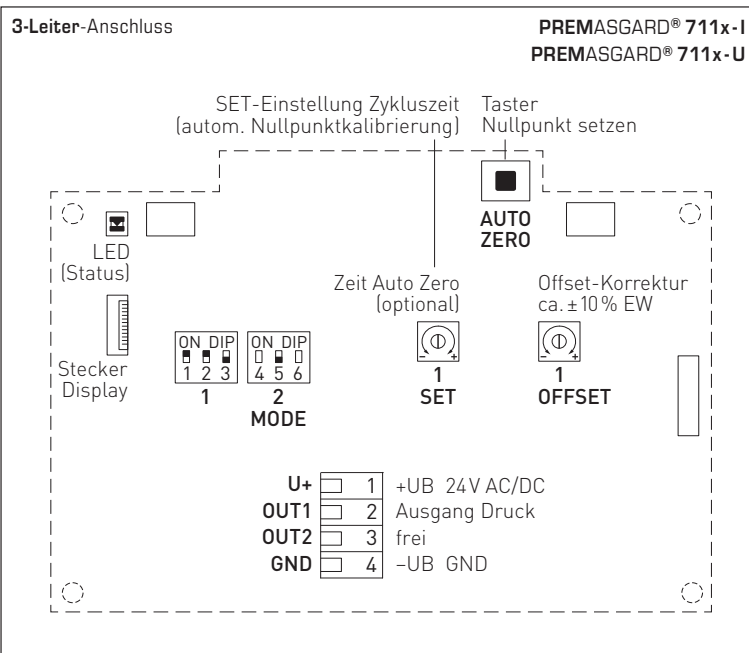 3-Leiter-Anschluss
PREMASGARD® 711x-I
PREMASGARD® 711x-U
SET-Einstellung Zykluszeit
(autom. Nullpunktkalibrierung)
Taster
Nullpunkt setzen
AUTO
ZERO
LED
(Status)
Zeit Auto Zero
(optional)
Offset-Korrektur
ca. ±10% EW
Stecker
Display
ON DIP
1 2 3
1
ON DIP
4 5 6
2
MODE
- +
1
SET
- +
1
OFFSET
U+ 1 +UB 24V AC/DC
OUT1 2 Ausgang Druck
OUT2 3 frei
GND 4 –UB GND